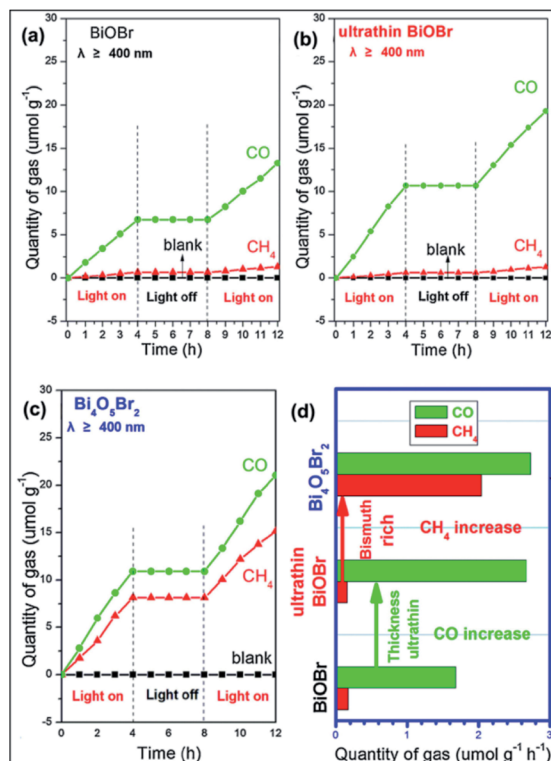 (a)
BiOBr
λ ≥ 400 nm
Quantity of gas (umol g⁻¹)
30
25
20
15
10
5
0
-5
CO
CH₄
blank
Light on
Light off
Light on
0 1 2 3 4 5 6 7 8 9 10 11 12
Time (h)
(b)
ultrathin BiOBr
λ ≥ 400 nm
Quantity of gas (umol g⁻¹)
30
25
20
15
10
5
0
-5
CO
CH₄
blank
Light on
Light off
Light on
0 1 2 3 4 5 6 7 8 9 10 11 12
Time (h)
(c)
Bi₄O₅Br₂
λ ≥ 400 nm
Quantity of gas (umol g⁻¹)
30
25
20
15
10
5
0
-5
CO
CH₄
blank
Light on
Light off
Light on
0 2 4 6 8 10 12
Time (h)
(d)
CO
CH₄
Bi₄O₅Br₂
ultrathin
BiOBr
BiOBr
Bismuth
rich
CH₄ increase
Thickness
ultrathin
CO increase
0 1 2 3
Quantity of gas (umol g⁻¹ h⁻¹)